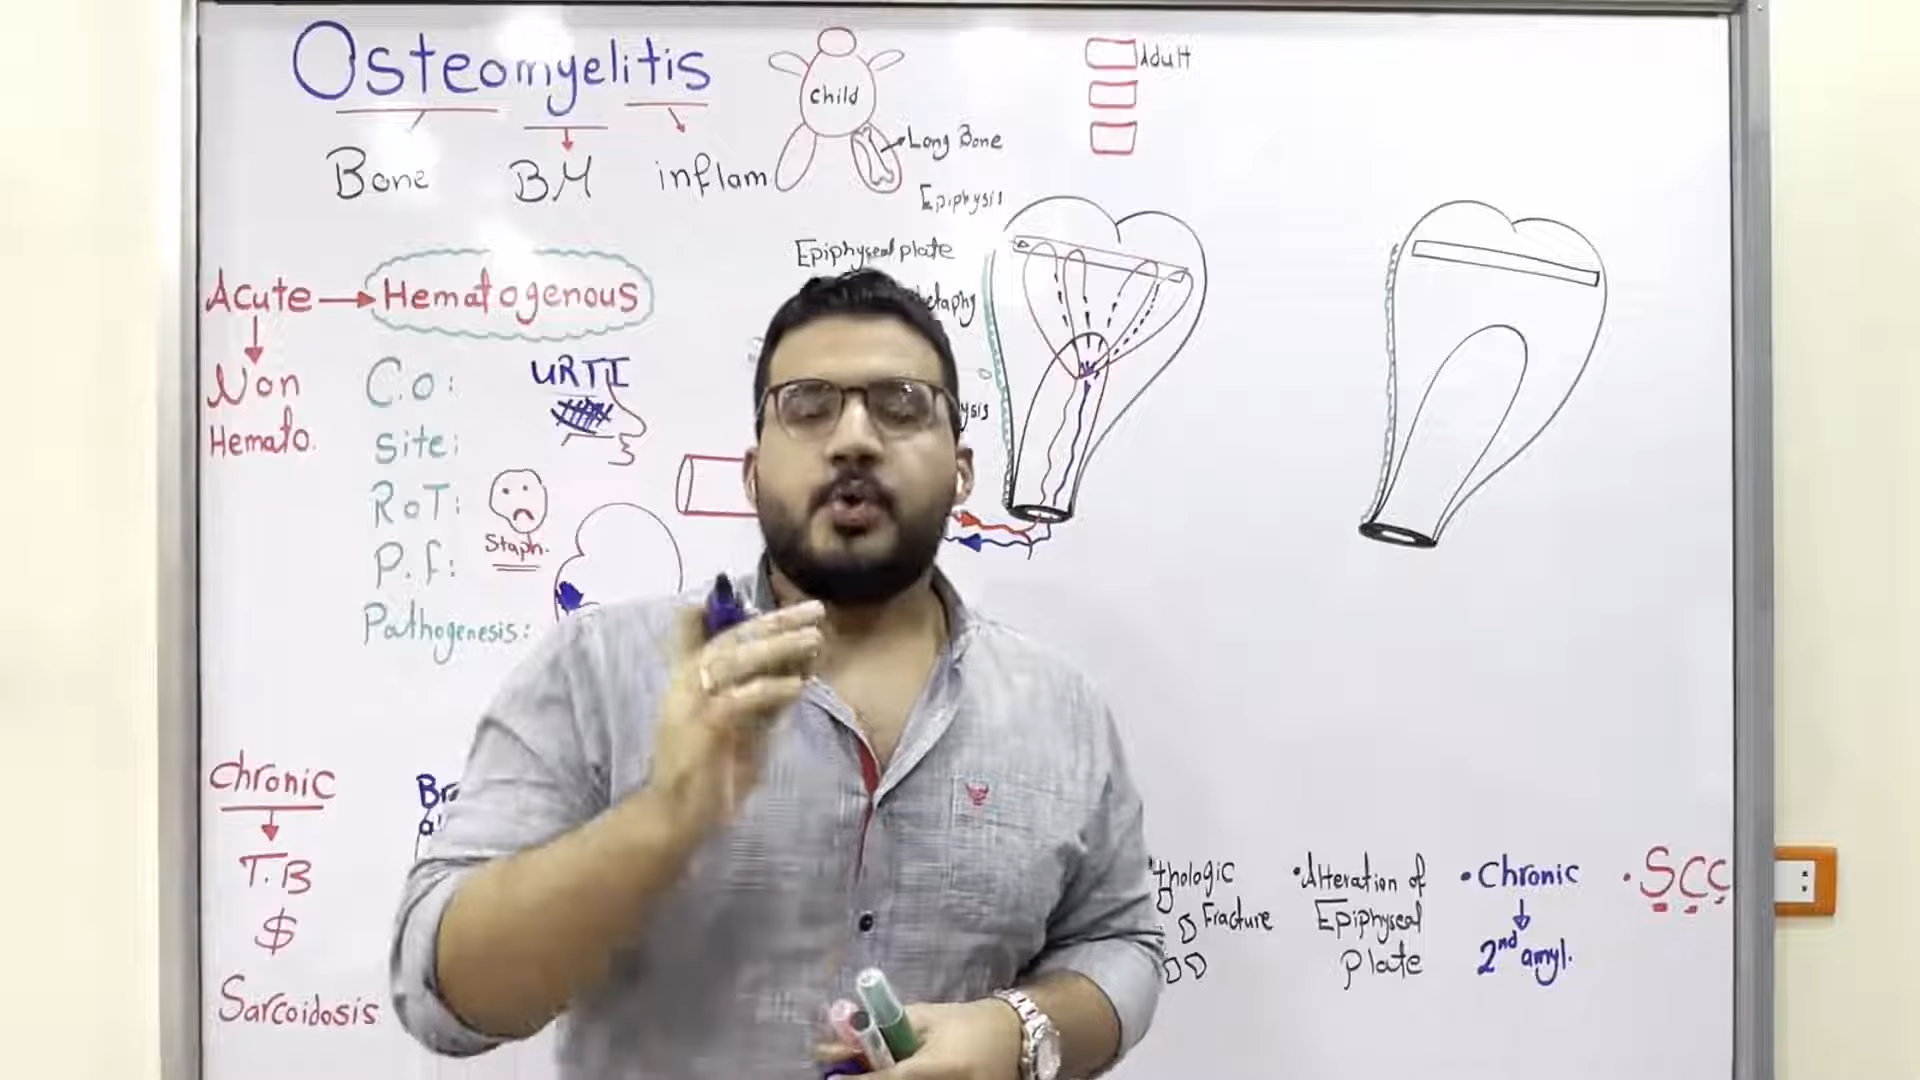 Osteomyelitis
Bone B.M inflam
child
Long Bone
Adult
Epiphysis
Epiphyseal plate
Acute → Hematogenous
Non
Hemato.
C.o:
URTI
Site:
RoT:
Staph.
P.f:
Pathogenesis:
Chronic
T.B
$
Sarcoidosis
Fracture
•Alteration of
Epiphyseal
plate
•Chronic
2nd amyl.
•SCC